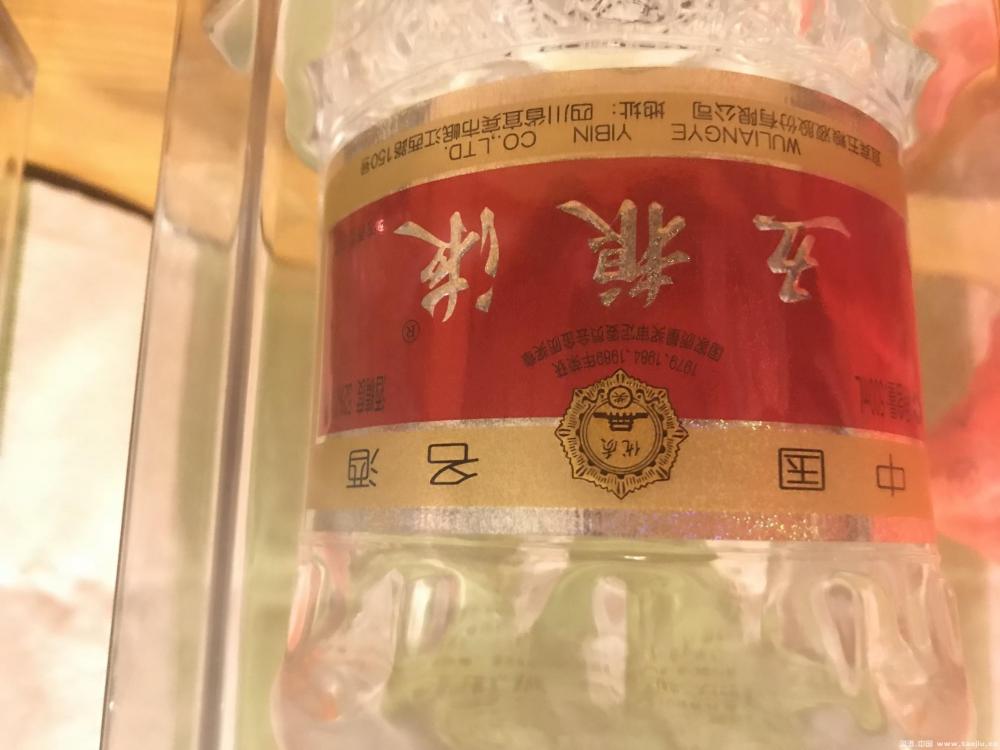 中国名酒
优质
1979、1984、1989年荣获
国家质量奖审定委员会金质奖章
酒精度
®
五粮液
WULIANGYE YIBIN CO.,LTD.
宜宾五粮液股份有限公司 地址：四川省宜宾市岷江西路150号